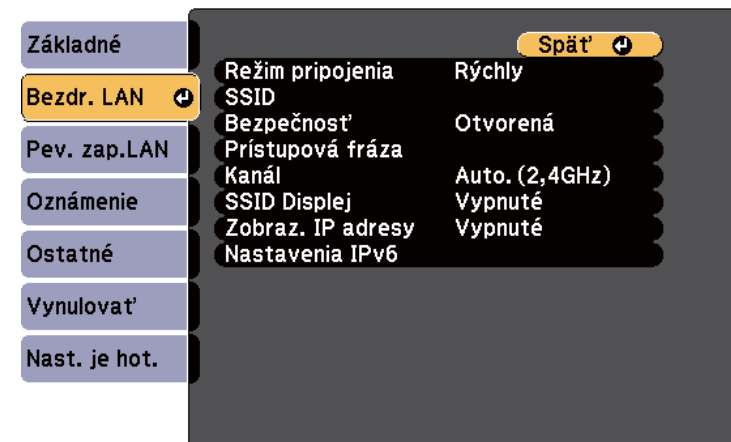 Základné
Bezdr. LAN
Pev. zap.LAN
Oznámenie
Ostatné
Vynulovať
Nast. je hot.
Späť
Režim pripojenia Rýchly
SSID
Bezpečnosť Otvorená
Prístupová fráza
Kanál Auto. (2,4GHz)
SSID Displej Vypnuté
Zobraz. IP adresy Vypnuté
Nastavenia IPv6